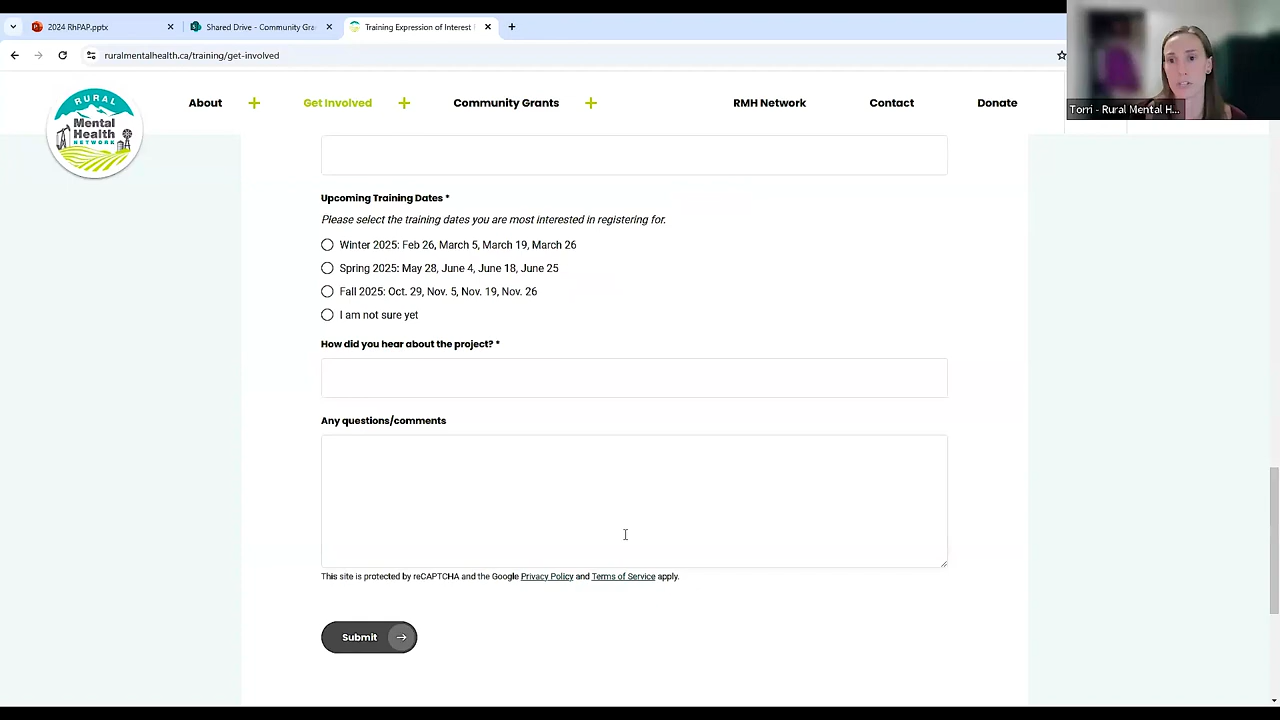 2024 RhPAP.pptx
Shared Drive - Community Gra
Training Expression of Interest
ruralmentalhealth.ca/training/get-involved
Torri - Rural Mental H...
RURAL
Mental
Health
NETWORK
About
Get Involved
Community Grants
RMH Network
Contact
Donate
Upcoming Training Dates *
Please select the training dates you are most interested in registering for.
Winter 2025: Feb 26, March 5, March 19, March 26
Spring 2025: May 28, June 4, June 18, June 25
Fall 2025: Oct. 29, Nov. 5, Nov. 19, Nov. 26
I am not sure yet
How did you hear about the project? *
Any questions/comments
This site is protected by reCAPTCHA and the Google Privacy Policy and Terms of Service apply.
Submit